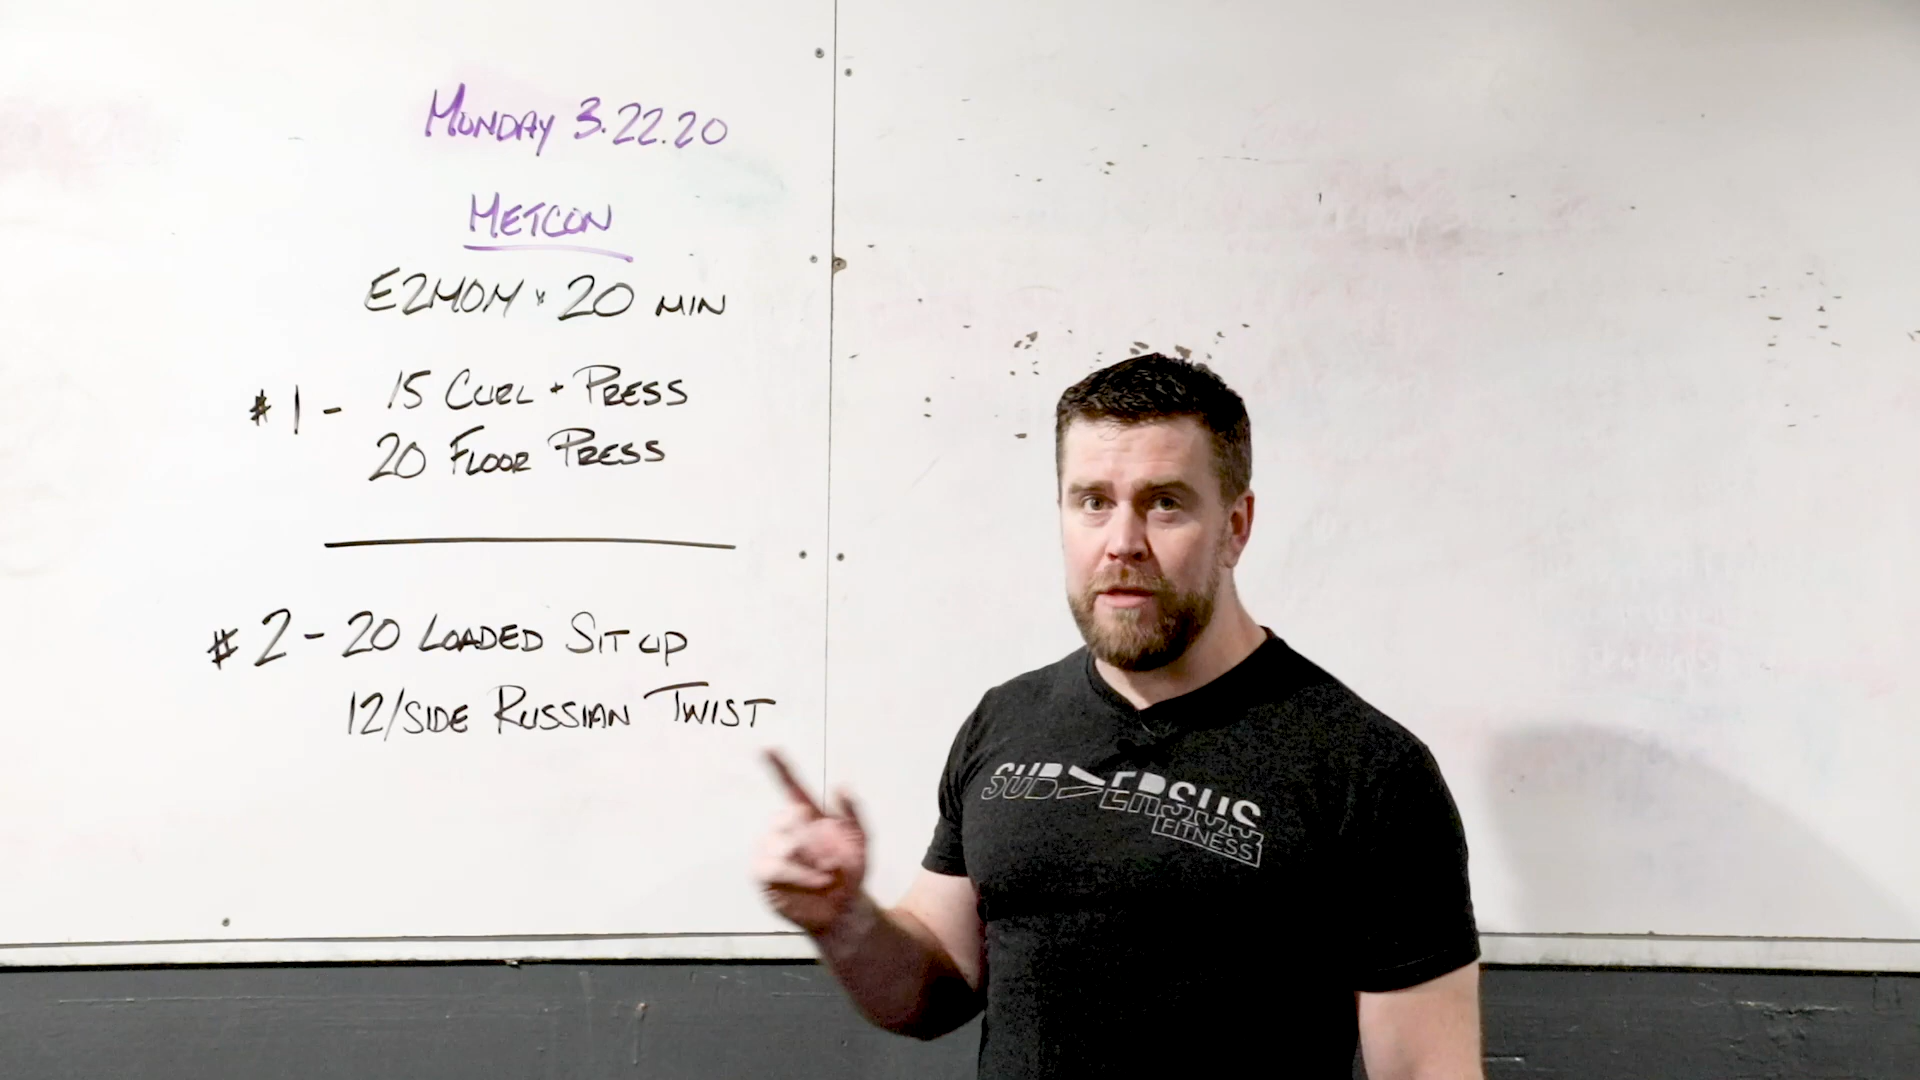 MONDAY 3.22.20
METCON
E2MOM x 20 MIN
#1 - 15 CURL + PRESS
20 FLOOR PRESS
#2 - 20 LOADED SIT UP
12/SIDE RUSSIAN TWIST
SUBVERSUS
FITNESS